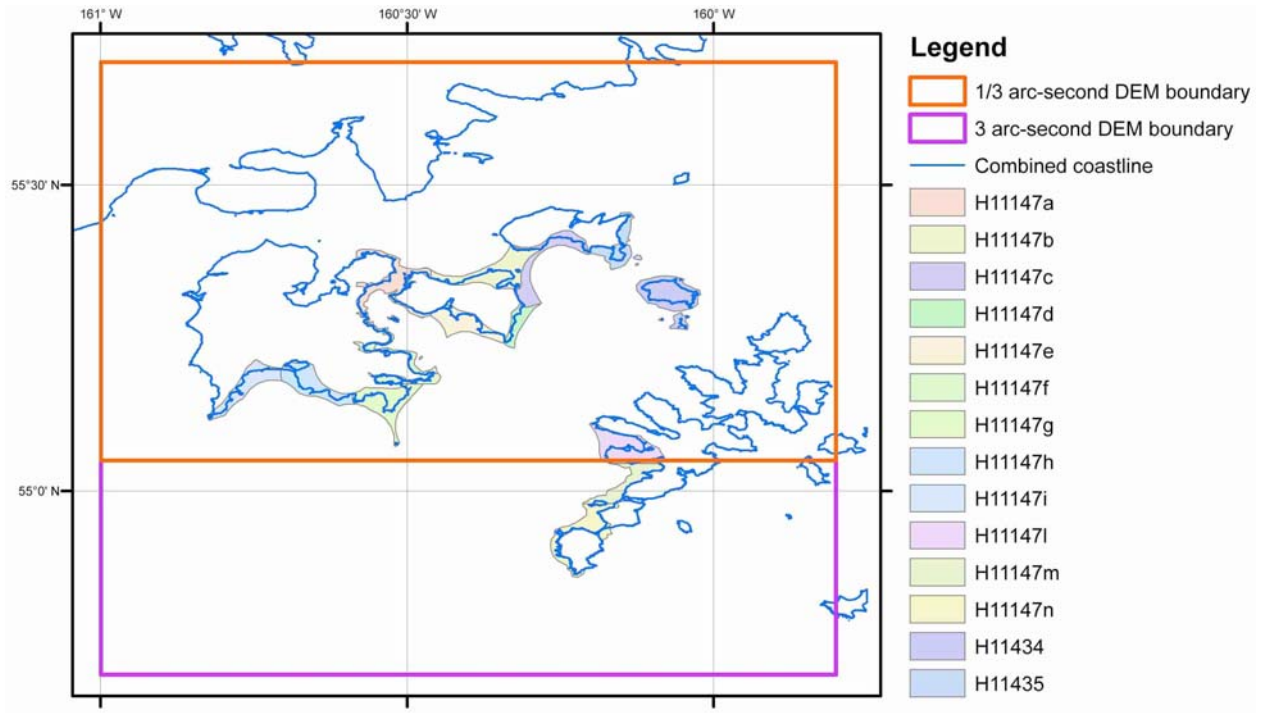 161° W
160°30' W
160° W
55°30' N
55°0' N
Legend
1/3 arc-second DEM boundary
3 arc-second DEM boundary
Combined coastline
H11147a
H11147b
H11147c
H11147d
H11147e
H11147f
H11147g
H11147h
H11147i
H11147l
H11147m
H11147n
H11434
H11435